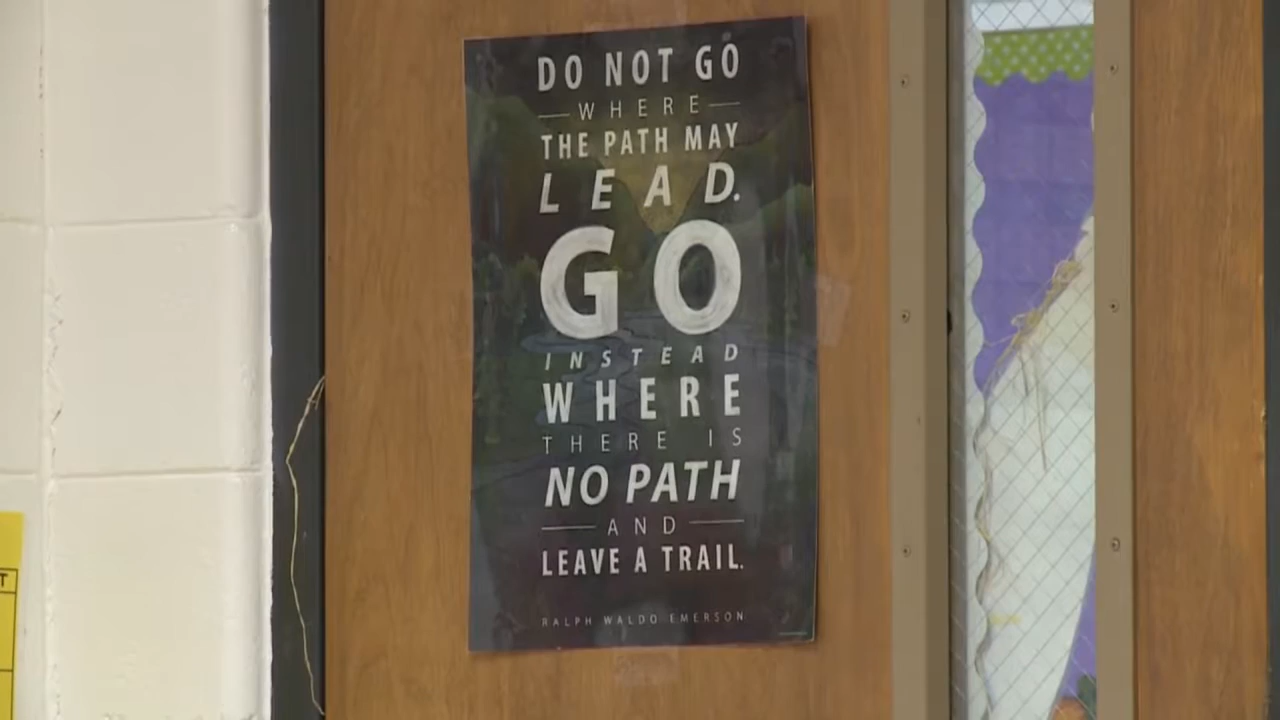 DO NOT GO
WHERE
THE PATH MAY
LEAD.
GO
INSTEAD
WHERE
THERE IS
NO PATH
AND
LEAVE A TRAIL.
RALPH WALDO EMERSON
T